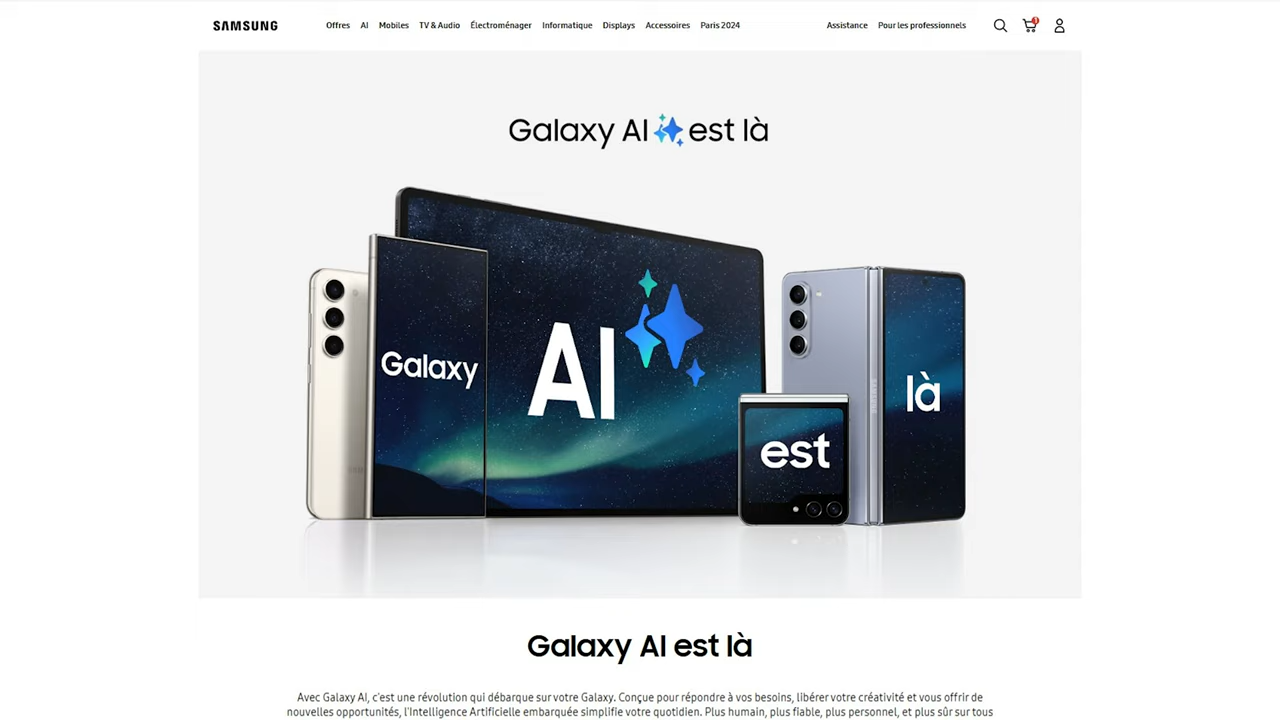 SAMSUNG Offres AI Mobiles TV & Audio Électroménager Informatique Displays Accessoires Paris 2024 Assistance Pour les professionnels
Galaxy AI est là
Galaxy
AI
est
là
Galaxy AI est là
Avec Galaxy AI, c'est une révolution qui débarque sur votre Galaxy. Conçue pour répondre à vos besoins, libérer votre créativité et vous offrir de
nouvelles opportunités, l'Intelligence Artificielle embarquée simplifie votre quotidien. Plus humain, plus fiable, plus personnel, et plus sûr sur tous